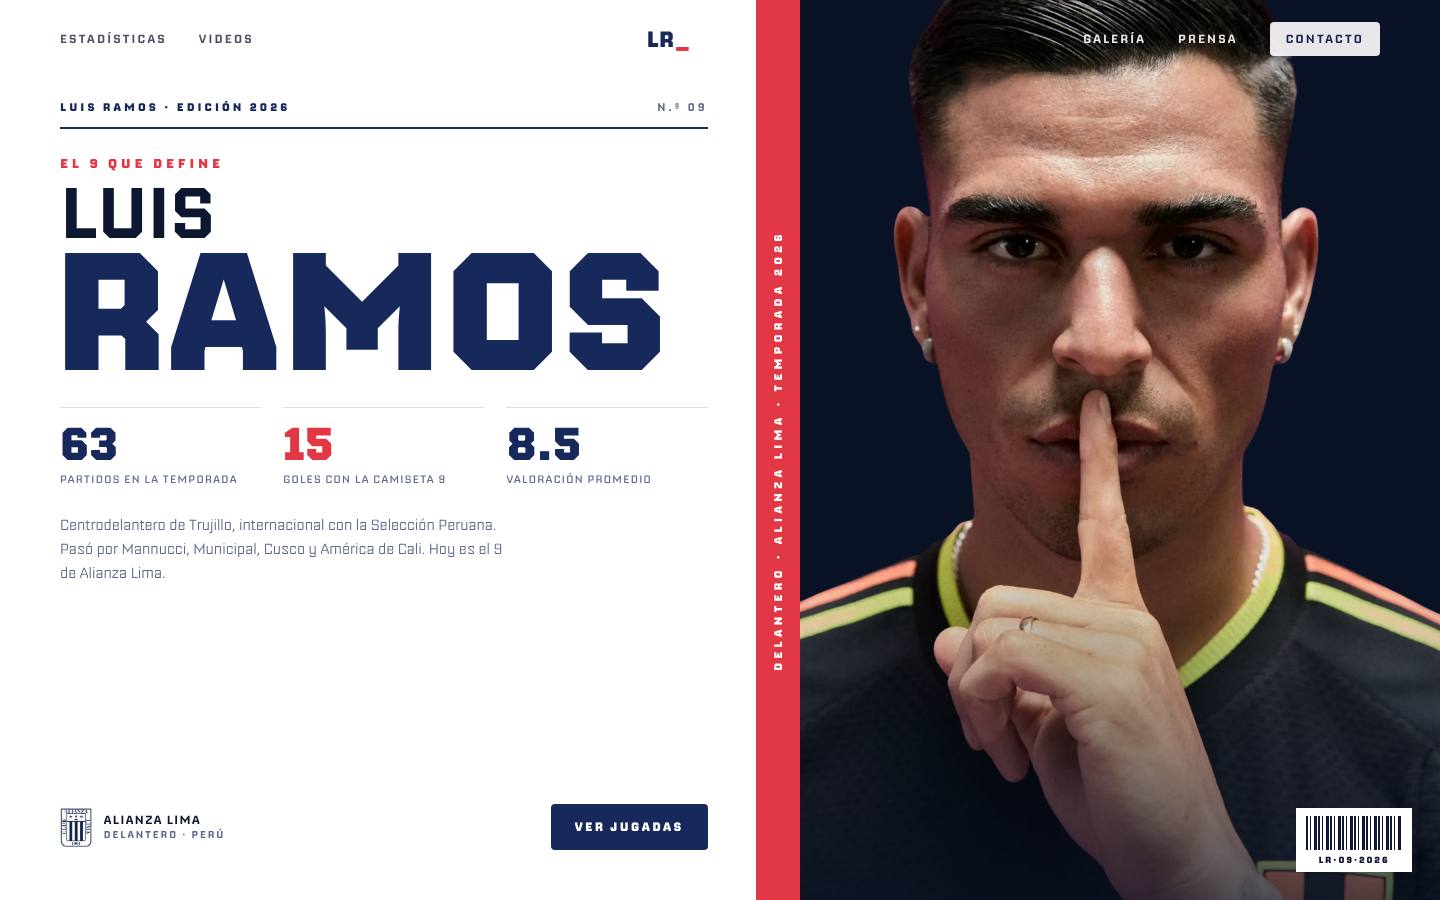 ESTADÍSTICAS VIDEOS LR_ GALERÍA PRENSA CONTACTO
LUIS RAMOS · EDICIÓN 2026 N.º 09
EL 9 QUE DEFINE
LUIS
RAMOS
63 15 8.5
PARTIDOS EN LA TEMPORADA GOLES CON LA CAMISETA 9 VALORACIÓN PROMEDIO
Centrodelantero de Trujillo, internacional con la Selección Peruana.
Pasó por Mannucci, Municipal, Cusco y América de Cali. Hoy es el 9
de Alianza Lima.
ALIANZA LIMA
DELANTERO · PERÚ
VER JUGADAS
DELANTERO · ALIANZA LIMA · TEMPORADA 2026
LR-09-2026